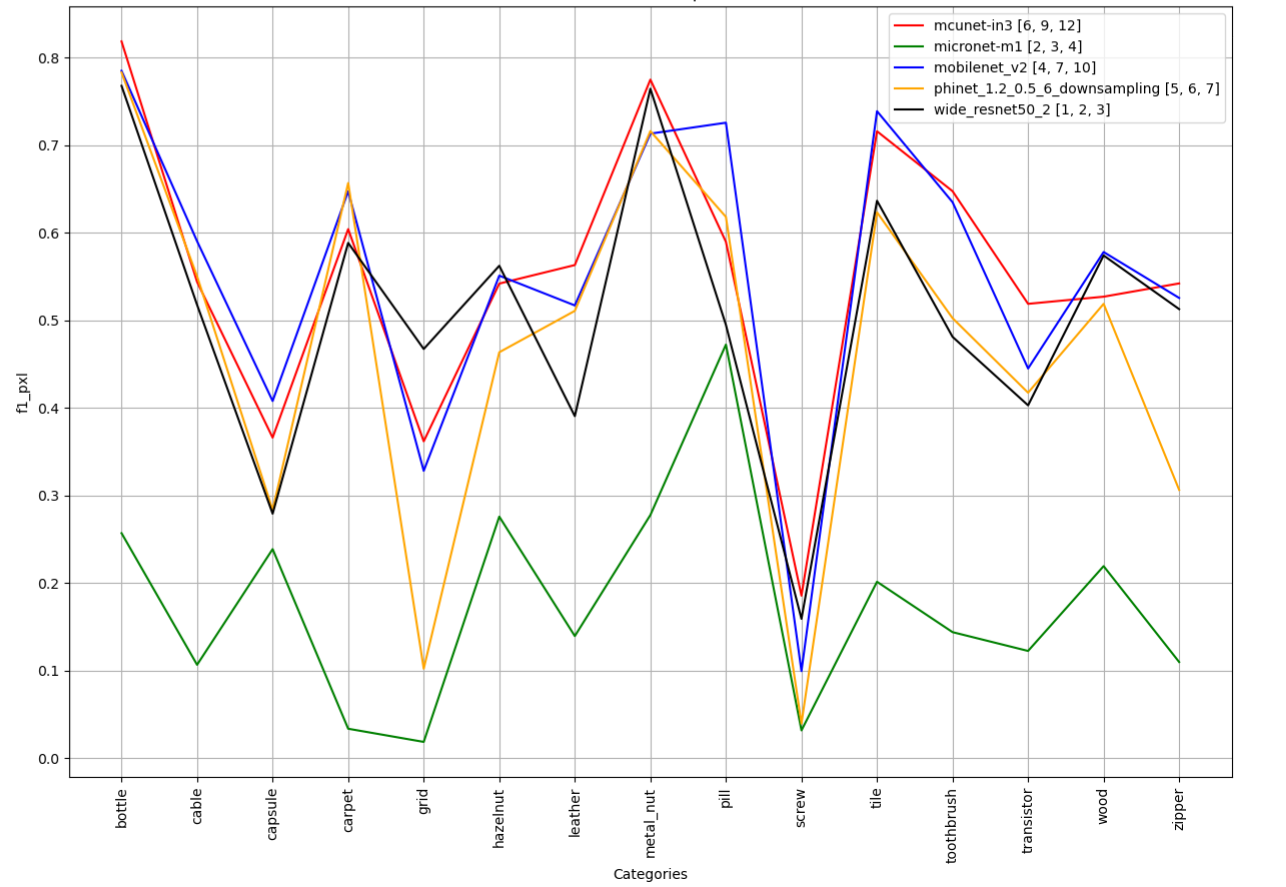 mcunet-in3 [6, 9, 12]
micronet-m1 [2, 3, 4]
mobilenet_v2 [4, 7, 10]
phinet_1.2_0.5_6_downsampling [5, 6, 7]
wide_resnet50_2 [1, 2, 3]
0.8
0.7
0.6
0.5
0.4
0.3
0.2
0.1
0.0
f1_pxl
bottle
cable
capsule
carpet
grid
hazelnut
leather
metal_nut
pill
screw
tile
toothbrush
transistor
wood
zipper
Categories